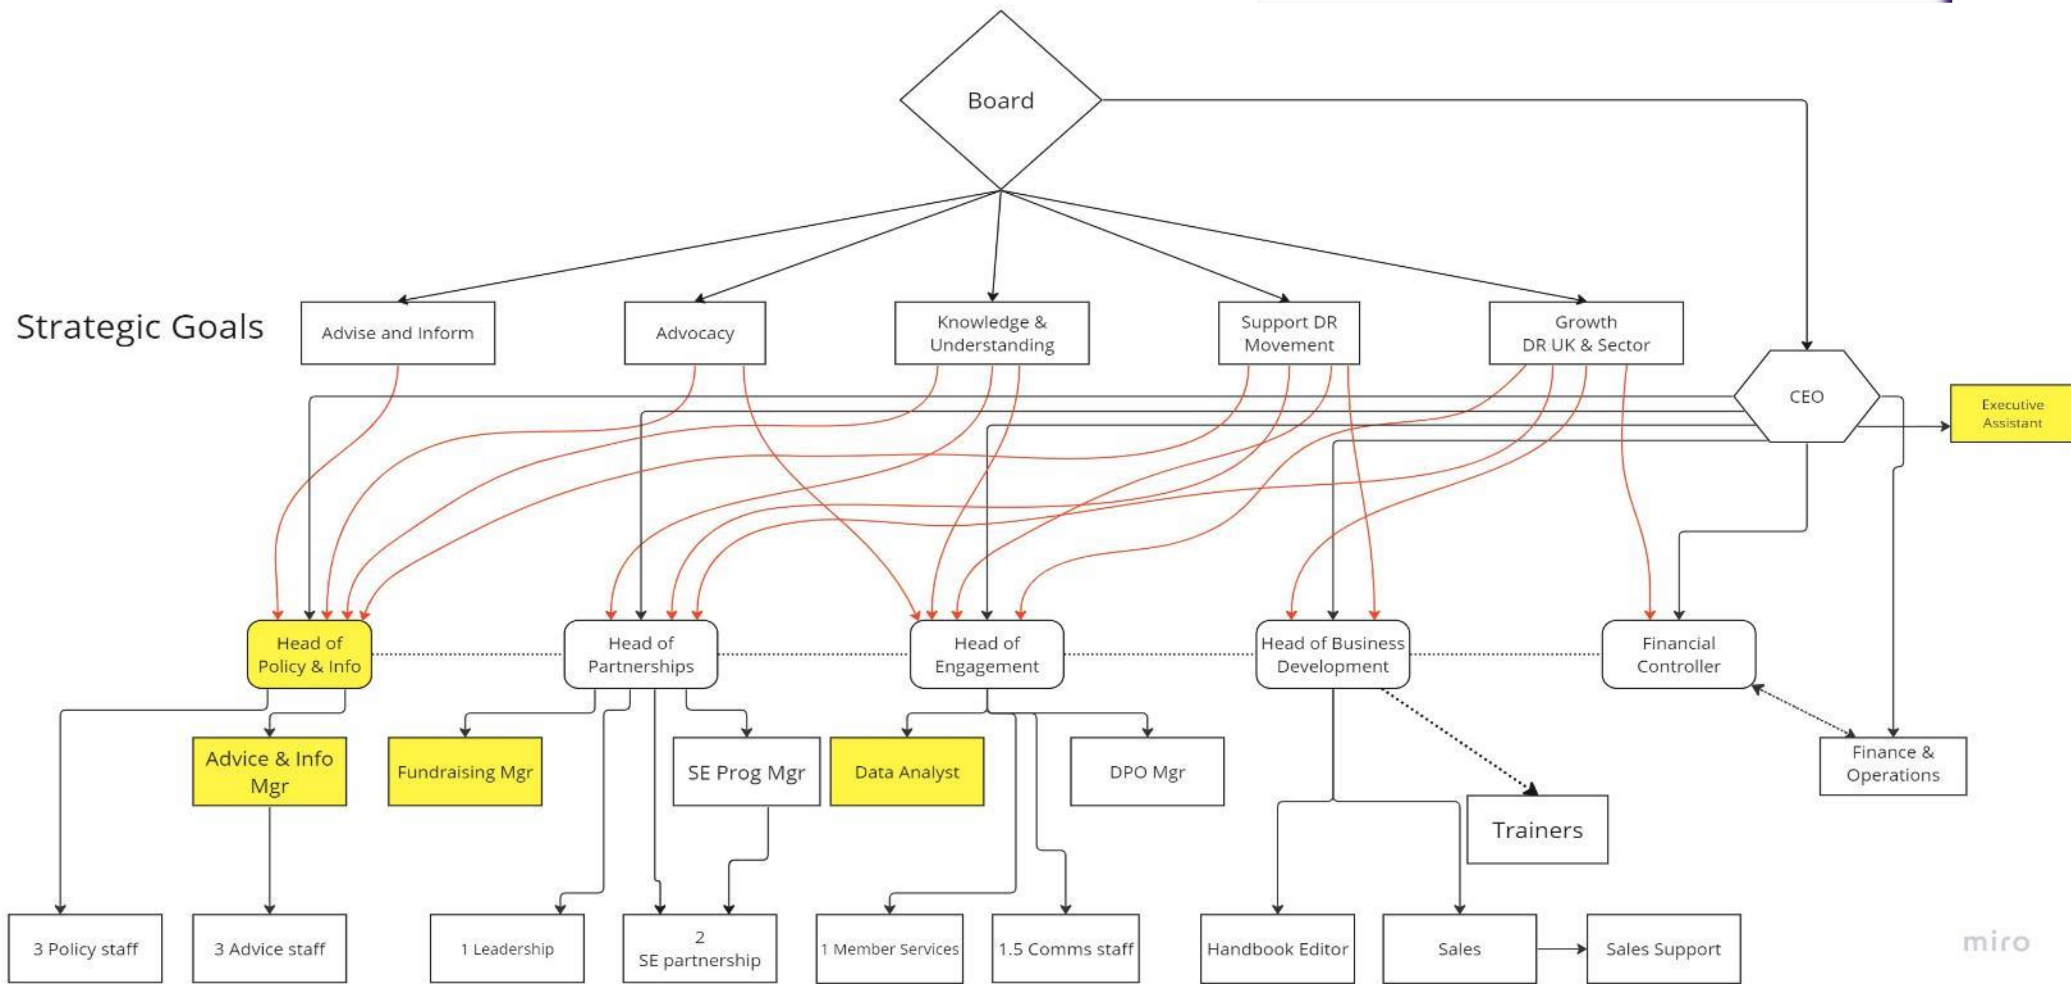 Board
Strategic Goals
Advise and Inform
Advocacy
Knowledge &
Understanding
Support DR
Movement
Growth
DR UK & Sector
CEO
Executive
Assistant
Head of
Policy & Info
Head of
Partnerships
Head of
Engagement
Head of Business
Development
Financial
Controller
Advice & Info
Mgr
Fundraising Mgr
SE Prog Mgr
Data Analyst
DPO Mgr
Trainers
Finance &
Operations
3 Policy staff
3 Advice staff
1 Leadership
2
SE partnership
1 Member Services
1.5 Comms staff
Handbook Editor
Sales
Sales Support
miro